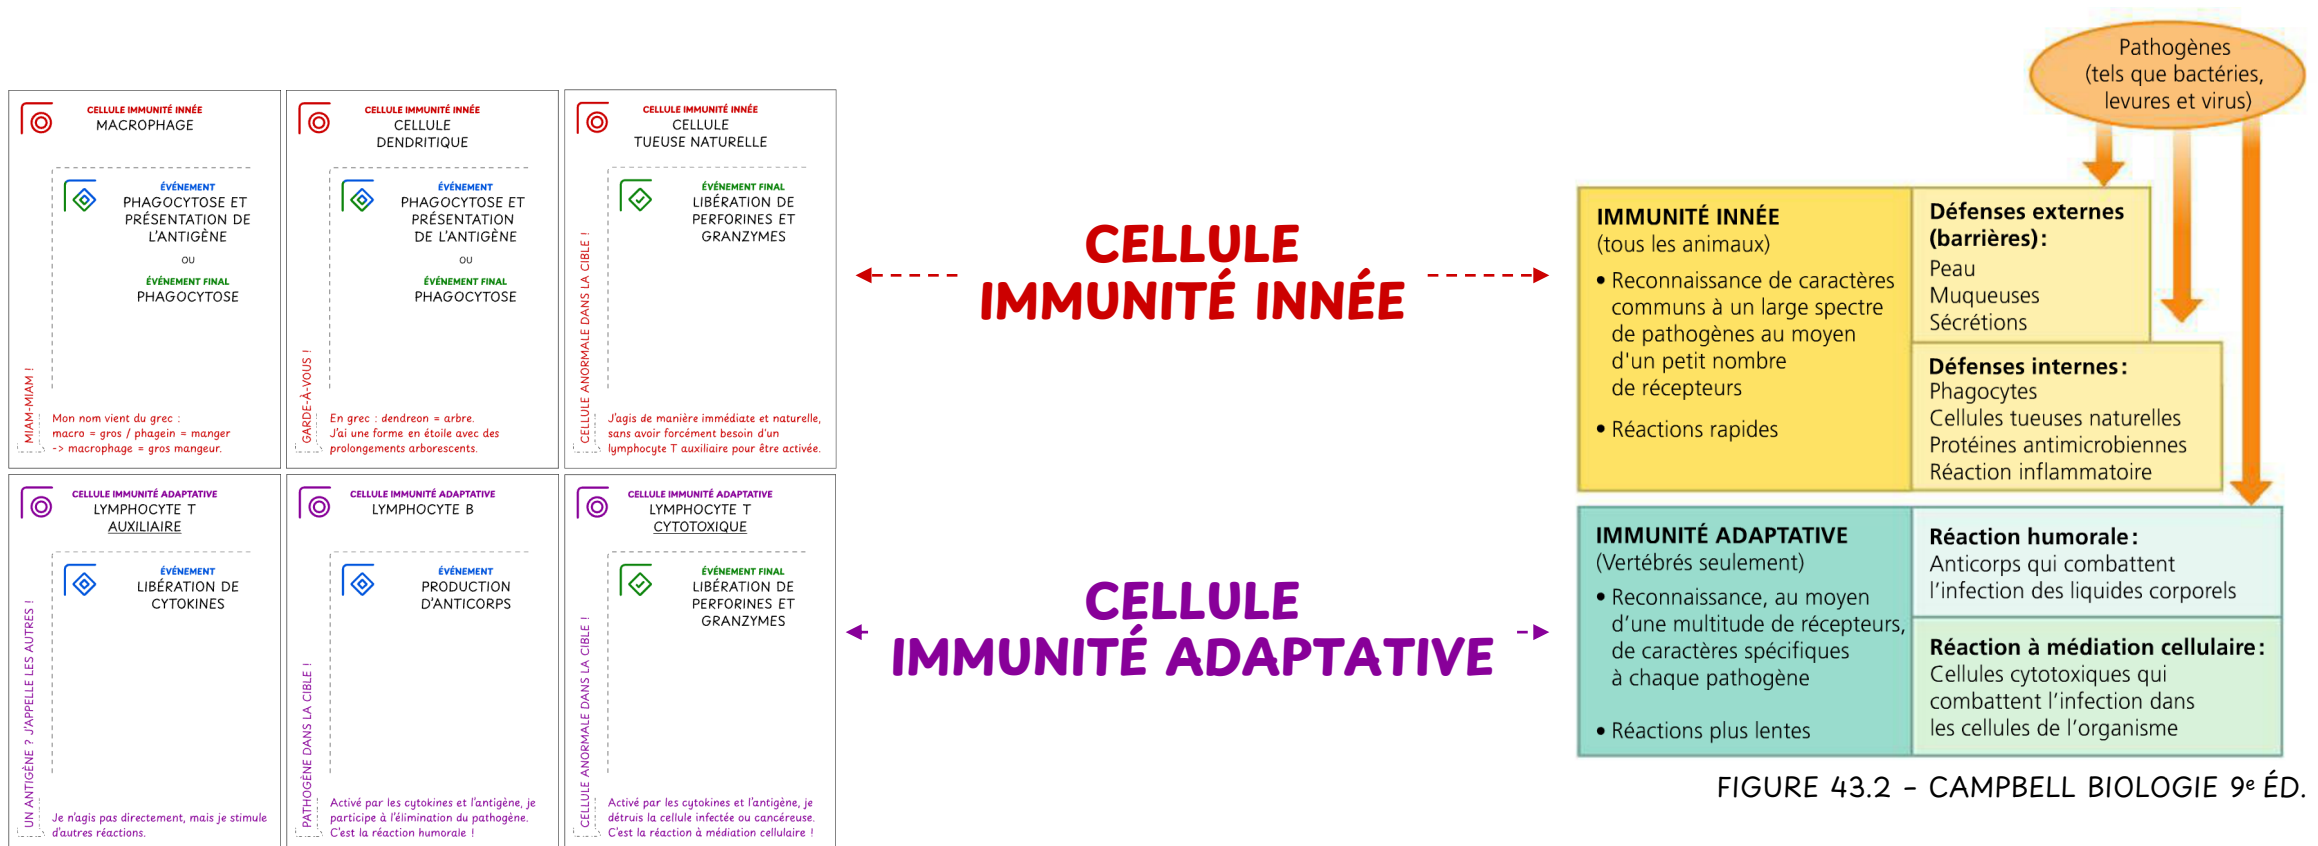 CELLULE IMMUNITÉ INNÉE
MACROPHAGE
ÉVÉNEMENT
PHAGOCYTOSE ET
PRÉSENTATION DE
L'ANTIGÈNE
OU
ÉVÉNEMENT FINAL
PHAGOCYTOSE
MIAM-MIAM !
Mon nom vient du grec :
macro = gros / phagein = manger
-> macrophage = gros mangeur.
CELLULE IMMUNITÉ INNÉE
CELLULE
DENDRITIQUE
ÉVÉNEMENT
PHAGOCYTOSE ET
PRÉSENTATION
DE L'ANTIGÈNE
OU
ÉVÉNEMENT FINAL
PHAGOCYTOSE
GARDE-À-VOUS !
En grec : dendreon = arbre.
J'ai une forme en étoile avec des
prolongements arborescents.
CELLULE IMMUNITÉ INNÉE
CELLULE
TUEUSE NATURELLE
ÉVÉNEMENT FINAL
LIBÉRATION DE
PERFORINES ET
GRANZYMES
CELLULE ANORMALE DANS LA CIBLE !
J'agis de manière immédiate et naturelle,
sans avoir forcément besoin d'un
lymphocyte T auxiliaire pour être activée.
CELLULE IMMUNITÉ ADAPTATIVE
LYMPHOCYTE T
AUXILIAIRE
ÉVÉNEMENT
LIBÉRATION DE
CYTOKINES
UN ANTIGÈNE ? J'APPELLE LES AUTRES !
Je n'agis pas directement, mais je stimule
d'autres réactions.
CELLULE IMMUNITÉ ADAPTATIVE
LYMPHOCYTE B
ÉVÉNEMENT
PRODUCTION
D'ANTICORPS
PATHOGÈNE DANS LA CIBLE !
Activé par les cytokines et l'antigène, je
participe à l'élimination du pathogène.
C'est la réaction humorale !
CELLULE IMMUNITÉ ADAPTATIVE
LYMPHOCYTE T
CYTOTOXIQUE
ÉVÉNEMENT FINAL
LIBÉRATION DE
PERFORINES ET
GRANZYMES
CELLULE ANORMALE DANS LA CIBLE !
Activé par les cytokines et l'antigène, je
détruis la cellule infectée ou cancéreuse.
C'est la réaction à médiation cellulaire !
CELLULE
IMMUNITÉ INNÉE
CELLULE
IMMUNITÉ ADAPTATIVE
Pathogènes
(tels que bactéries,
levures et virus)
IMMUNITÉ INNÉE
(tous les animaux)
• Reconnaissance de caractères
communs à un large spectre
de pathogènes au moyen
d'un petit nombre
de récepteurs
• Réactions rapides
Défenses externes
(barrières) :
Peau
Muqueuses
Sécrétions
Défenses internes :
Phagocytes
Cellules tueuses naturelles
Protéines antimicrobiennes
Réaction inflammatoire
IMMUNITÉ ADAPTATIVE
(Vertébrés seulement)
• Reconnaissance, au moyen
d'une multitude de récepteurs,
de caractères spécifiques
à chaque pathogène
• Réactions plus lentes
Réaction humorale :
Anticorps qui combattent
l'infection des liquides corporels
Réaction à médiation cellulaire :
Cellules cytotoxiques qui
combattent l'infection dans
les cellules de l'organisme
FIGURE 43.2 - CAMPBELL BIOLOGIE 9e ÉD.